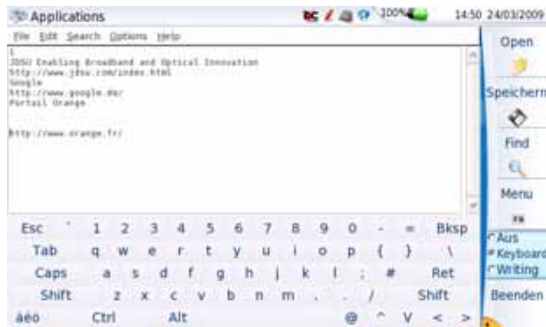 Applications 100% 14:50 24/03/2009
File Edit Search Options Help
1
JDSU Enabling Broadband and Optical Innovation
http://www.jdsu.com/index.html
Google
http://www.google.de/
Portail Orange
http://www.orange.fr/
Open
Speichern
Find
Menu
Aus
Keyboard
Writing
Beenden
Esc ` 1 2 3 4 5 6 7 8 9 0 - = Bksp
Tab q w e r t y u i o p { } \
Caps a s d f g h j k l ; # Ret
Shift z x c v b n m , . / Shift
áèö Ctrl Alt @ ^ V < >